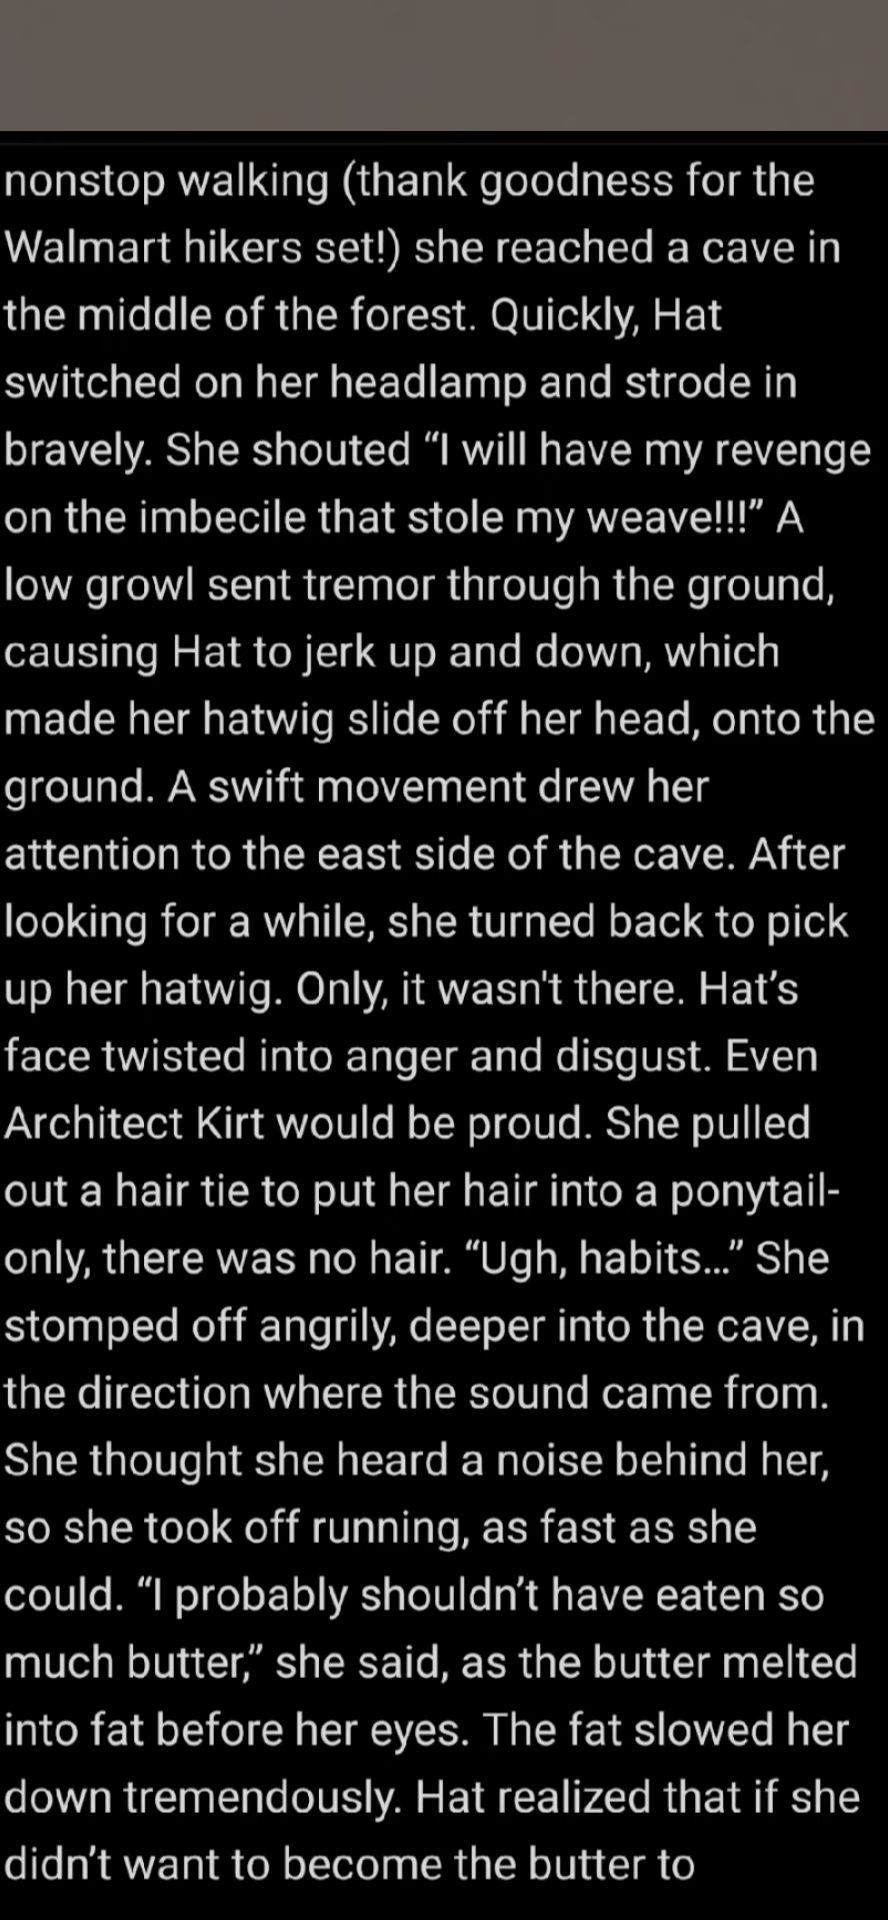 nonstop walking (thank goodness for the
Walmart hikers set!) she reached a cave in
the middle of the forest. Quickly, Hat
switched on her headlamp and strode in
bravely. She shouted “I will have my revenge
on the imbecile that stole my weave!!!” A
low growl sent tremor through the ground,
causing Hat to jerk up and down, which
made her hatwig slide off her head, onto the
ground. A swift movement drew her
attention to the east side of the cave. After
looking for a while, she turned back to pick
up her hatwig. Only, it wasn't there. Hat’s
face twisted into anger and disgust. Even
Architect Kirt would be proud. She pulled
out a hair tie to put her hair into a ponytail-
only, there was no hair. “Ugh, habits…” She
stomped off angrily, deeper into the cave, in
the direction where the sound came from.
She thought she heard a noise behind her,
so she took off running, as fast as she
could. “I probably shouldn’t have eaten so
much butter,” she said, as the butter melted
into fat before her eyes. The fat slowed her
down tremendously. Hat realized that if she
didn’t want to become the butter to